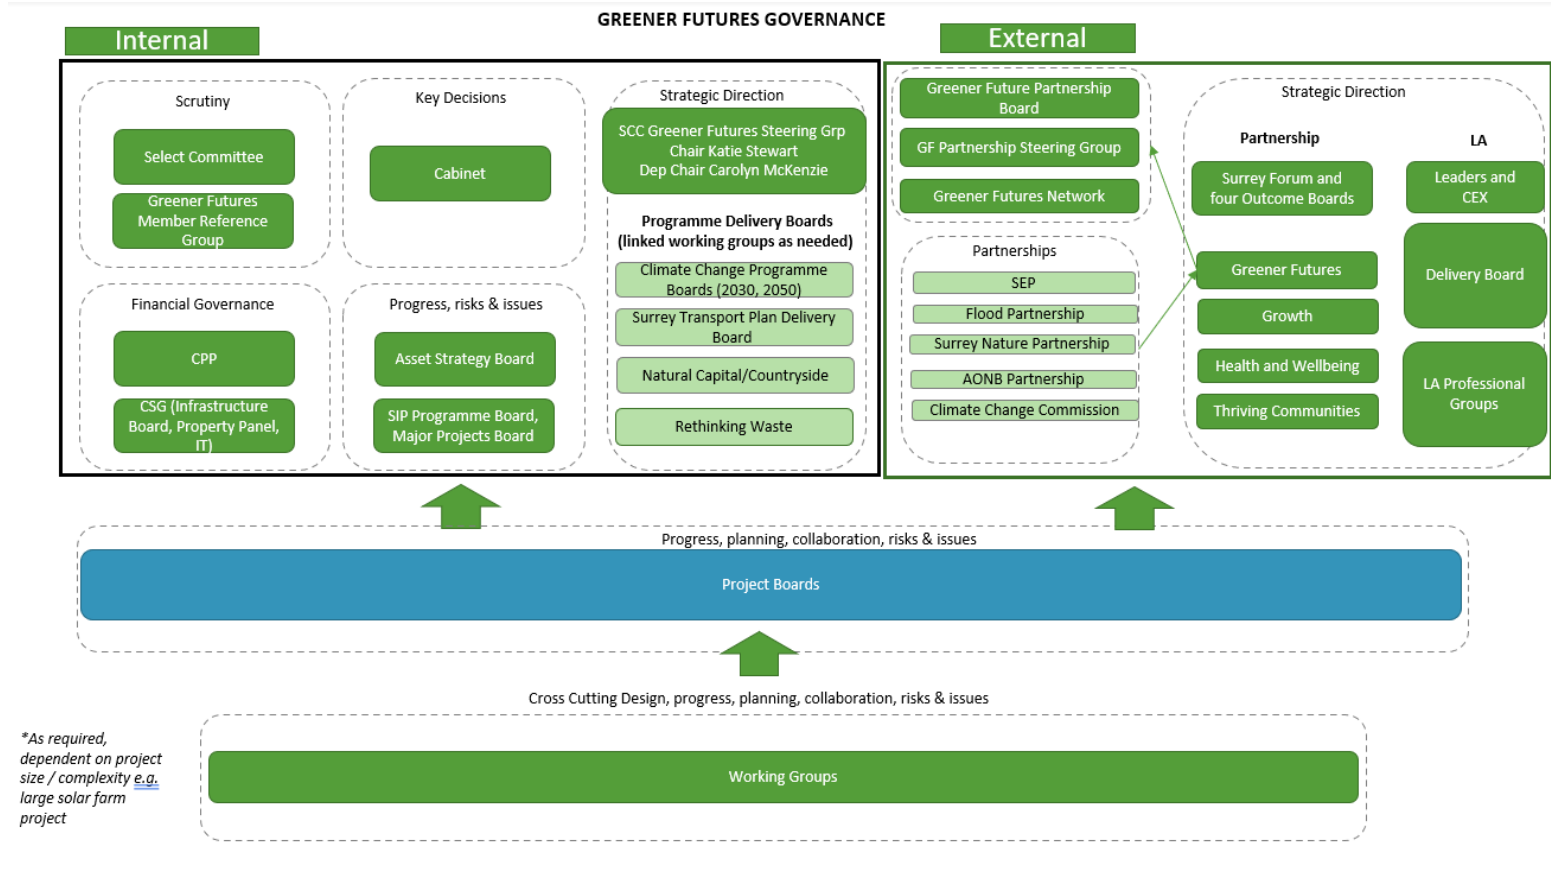 GREENER FUTURES GOVERNANCE
Internal
Scrutiny
Select Committee
Greener Futures
Member Reference
Group
Key Decisions
Cabinet
Strategic Direction
SCC Greener Futures Steering Grp
Chair Katie Stewart
Dep Chair Carolyn McKenzie
Programme Delivery Boards
(linked working groups as needed)
Climate Change Programme
Boards (2030, 2050)
Surrey Transport Plan Delivery
Board
Natural Capital/Countryside
Rethinking Waste
Financial Governance
CPP
CSG (Infrastructure
Board, Property Panel,
IT)
Progress, risks & issues
Asset Strategy Board
SIP Programme Board,
Major Projects Board
External
Greener Future Partnership
Board
GF Partnership Steering Group
Greener Futures Network
Partnerships
SEP
Flood Partnership
Surrey Nature Partnership
AONB Partnership
Climate Change Commission
Strategic Direction
Partnership
Surrey Forum and
four Outcome Boards
Greener Futures
Growth
Health and Wellbeing
Thriving Communities
LA
Leaders and
CEX
Delivery Board
LA Professional
Groups
Progress, planning, collaboration, risks & issues
Project Boards
Cross Cutting Design, progress, planning, collaboration, risks & issues
Working Groups
*As required,
dependent on project
size / complexity e.g.
large solar farm
project